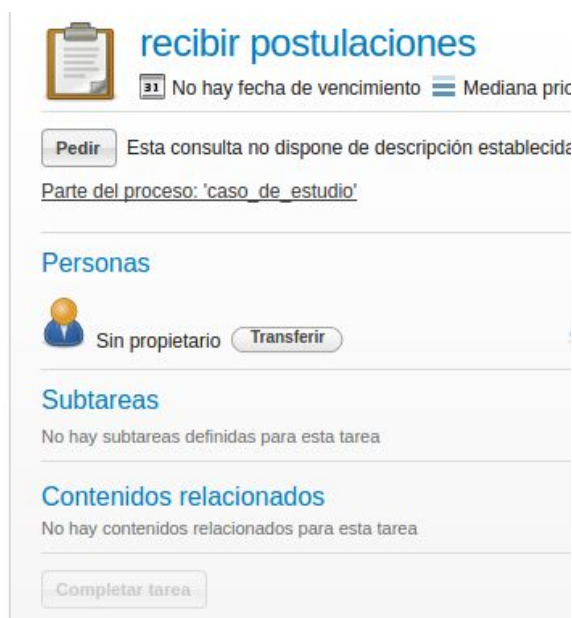 recibir postulaciones
31 No hay fecha de vencimiento Mediana prio
Pedir Esta consulta no dispone de descripción establecida
Parte del proceso: 'caso_de_estudio'
Personas
Sin propietario Transferir
Subtareas
No hay subtareas definidas para esta tarea
Contenidos relacionados
No hay contenidos relacionados para esta tarea
Completar tarea